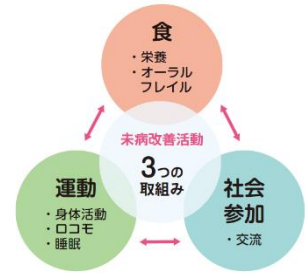 食
・栄養
・オーラル
フレイル
未病改善活動
3つの
取組み
運動
・身体活動
・ロコモ
・睡眠
社会
参加
・交流